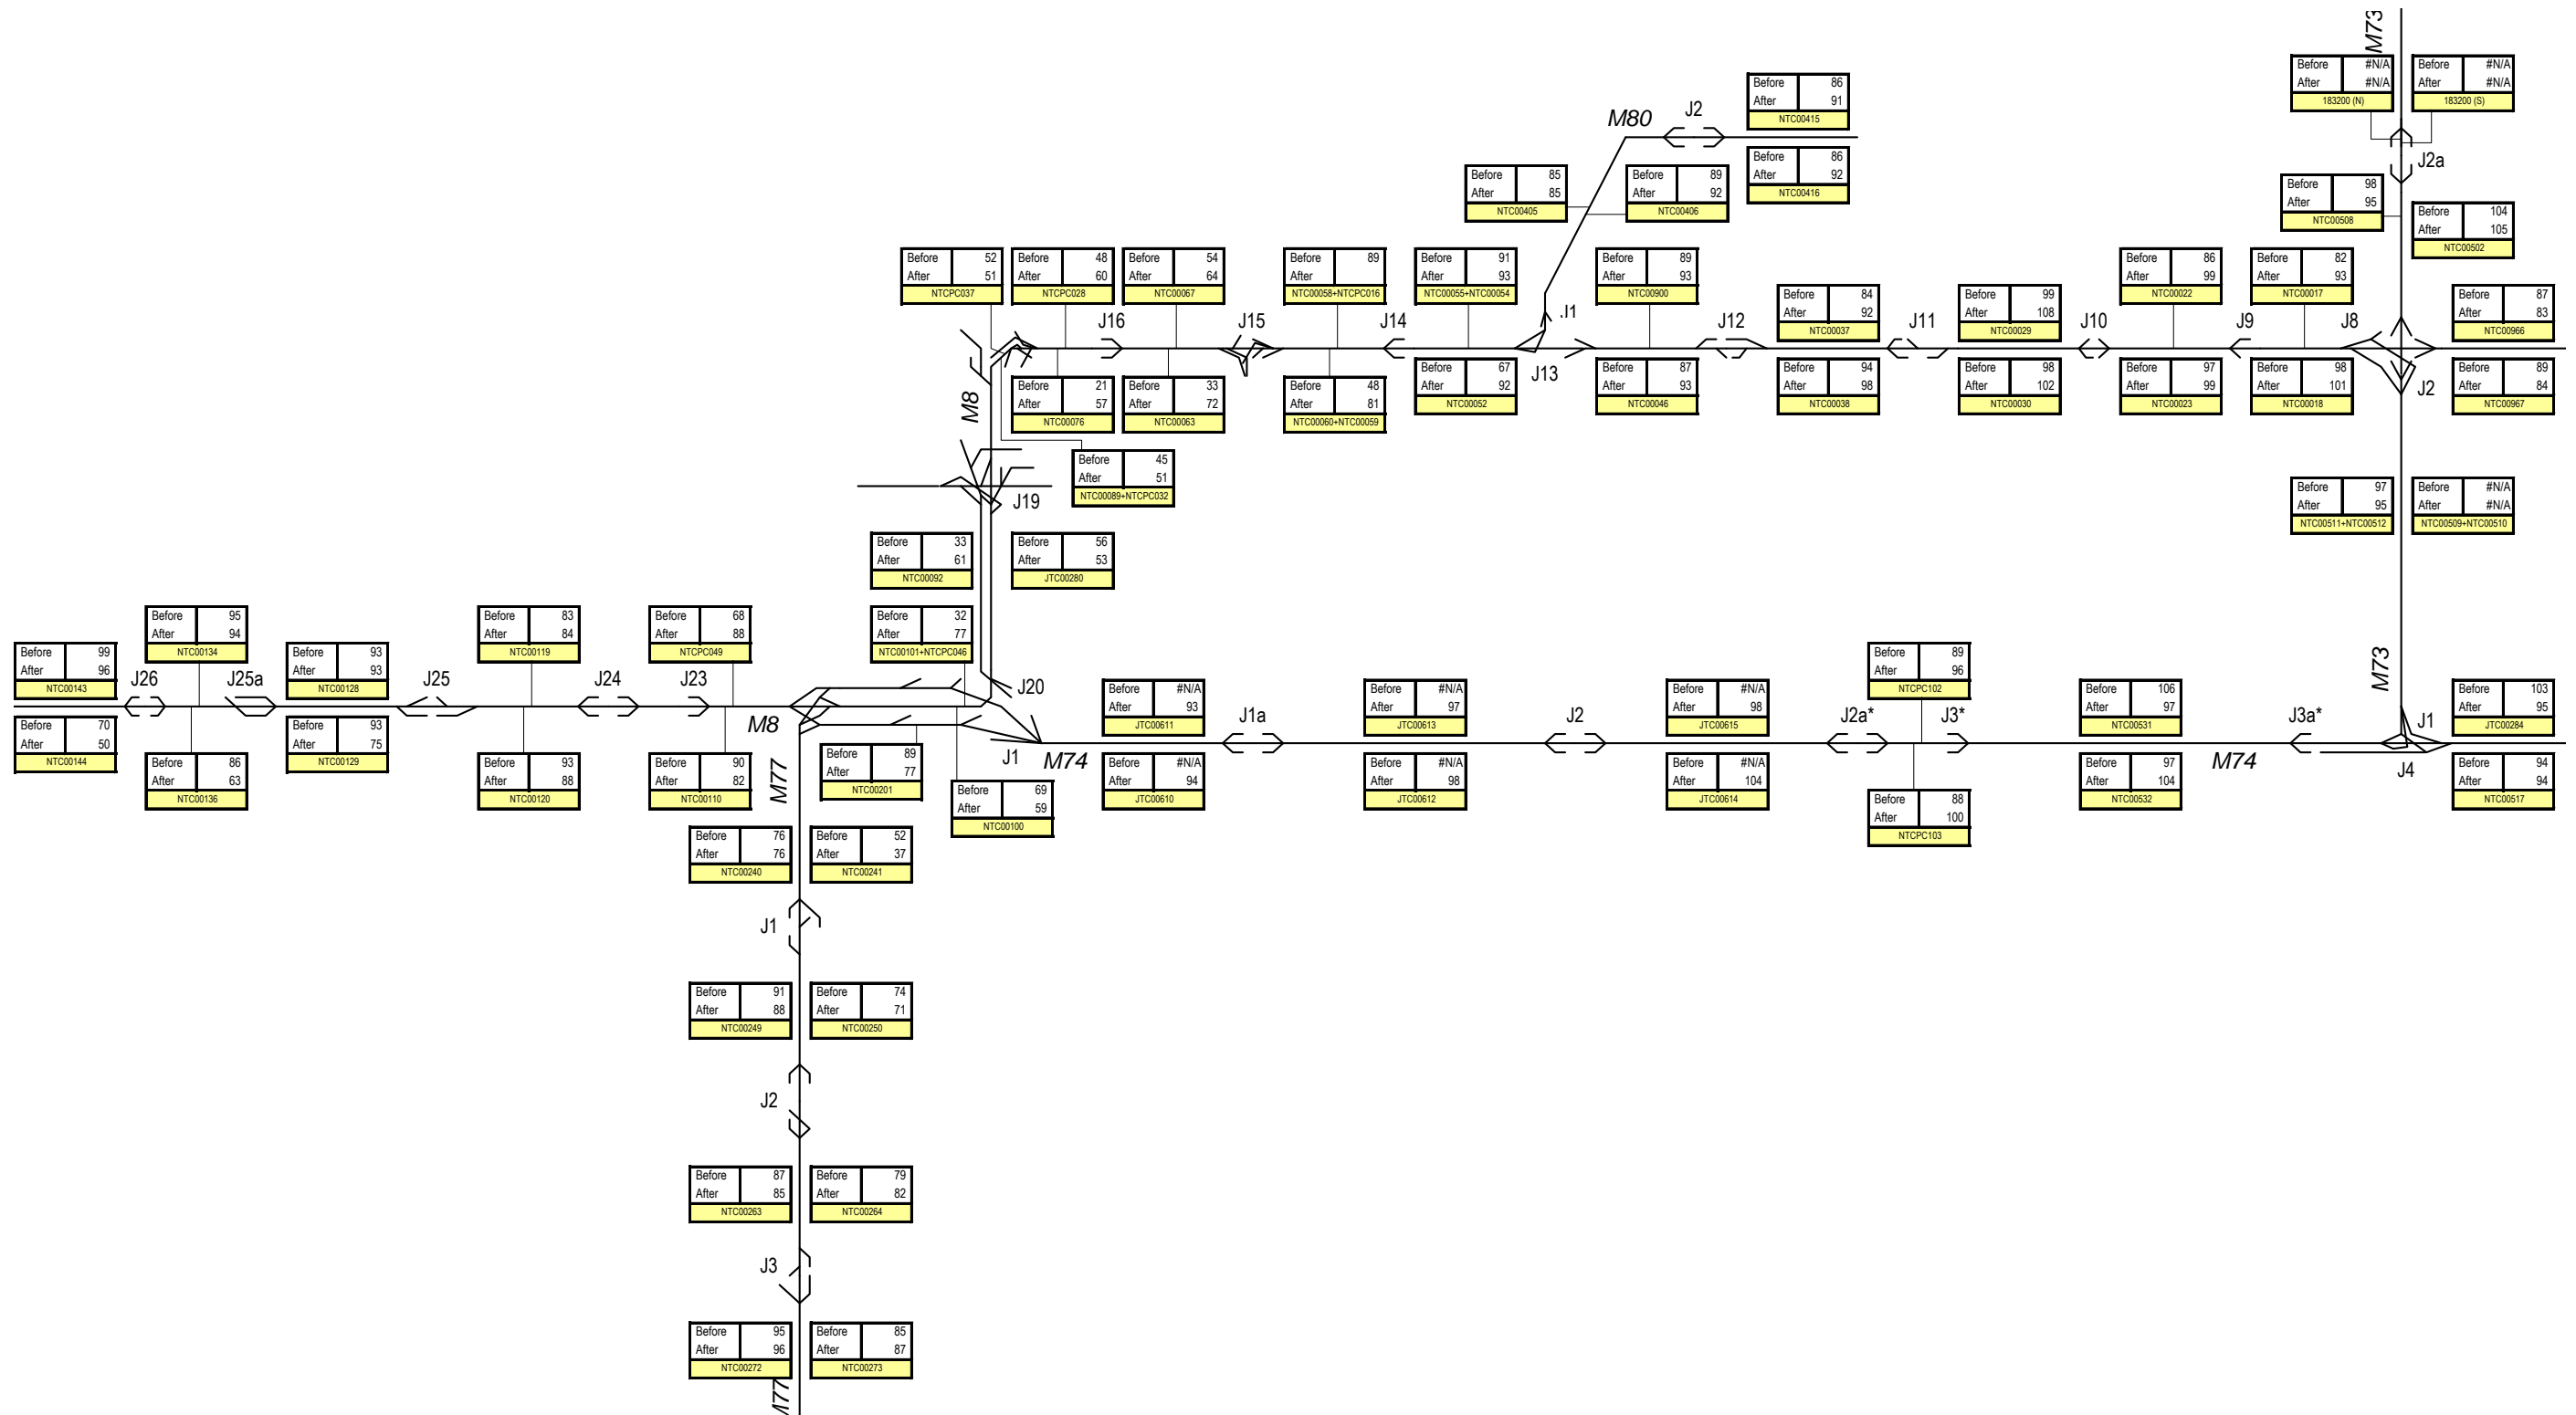 M73
Before #N/A
After #N/A
183200 (N)
Before #N/A
After #N/A
183200 (S)
J2a
Before 98
After 95
NTC00508
Before 104
After 105
NTC00502
M80
J2
Before 86
After 91
NTC00415
Before 86
After 92
NTC00416
Before 85
After 85
NTC00405
Before 89
After 92
NTC00406
Before 52
After 51
NTCPC037
Before 48
After 60
NTCPC028
Before 54
After 64
NTC00067
Before 89
After
NTC00058+NTCPC016
Before 91
After 93
NTC00055+NTC00054
Before 89
After 93
NTC00900
Before 84
After 92
NTC00037
Before 99
After 108
NTC00029
Before 86
After 99
NTC00022
Before 82
After 93
NTC00017
Before 87
After 83
NTC00966
J16
J15
J14
J1
J13
J12
J11
J10
J9
J8
J2
M8
Before 21
After 57
NTC00076
Before 33
After 72
NTC00063
Before 48
After 81
NTC00060+NTC00059
Before 67
After 92
NTC00052
Before 87
After 93
NTC00046
Before 94
After 98
NTC00038
Before 98
After 102
NTC00030
Before 97
After 99
NTC00023
Before 98
After 101
NTC00018
Before 89
After 84
NTC00967
Before 45
After 51
NTC00089+NTCPC032
J19
Before 97
After 95
NTC00511+NTC00512
Before #N/A
After #N/A
NTC00509+NTC00510
Before 33
After 61
NTC00092
Before 56
After 53
JTC00280
Before 99
After 96
NTC00143
Before 95
After 94
NTC00134
Before 93
After 93
NTC00128
Before 83
After 84
NTC00119
Before 68
After 88
NTCPC049
Before 32
After 77
NTC00101+NTCPC046
J26
J25a
J25
J24
J23
J20
M8
Before 70
After 50
NTC00144
Before 86
After 63
NTC00136
Before 93
After 75
NTC00129
Before 93
After 88
NTC00120
Before 90
After 82
NTC00110
Before 89
After 77
NTC00201
Before 69
After 59
NTC00100
J1
M74
Before #N/A
After 93
JTC00611
J1a
Before #N/A
After 97
JTC00613
J2
Before #N/A
After 98
JTC00615
J2a*
Before 89
After 96
NTCPC102
J3*
Before 106
After 97
NTC00531
J3a*
M73
J1
Before 103
After 95
JTC00284
Before #N/A
After 94
JTC00610
Before #N/A
After 98
JTC00612
Before #N/A
After 104
JTC00614
Before 88
After 100
NTCPC103
Before 97
After 104
NTC00532
M74
J4
Before 94
After 94
NTC00517
M77
Before 76
After 76
NTC00240
Before 52
After 37
NTC00241
J1
Before 91
After 88
NTC00249
Before 74
After 71
NTC00250
J2
Before 87
After 85
NTC00263
Before 79
After 82
NTC00264
J3
Before 95
After 96
NTC00272
Before 85
After 87
NTC00273
M77